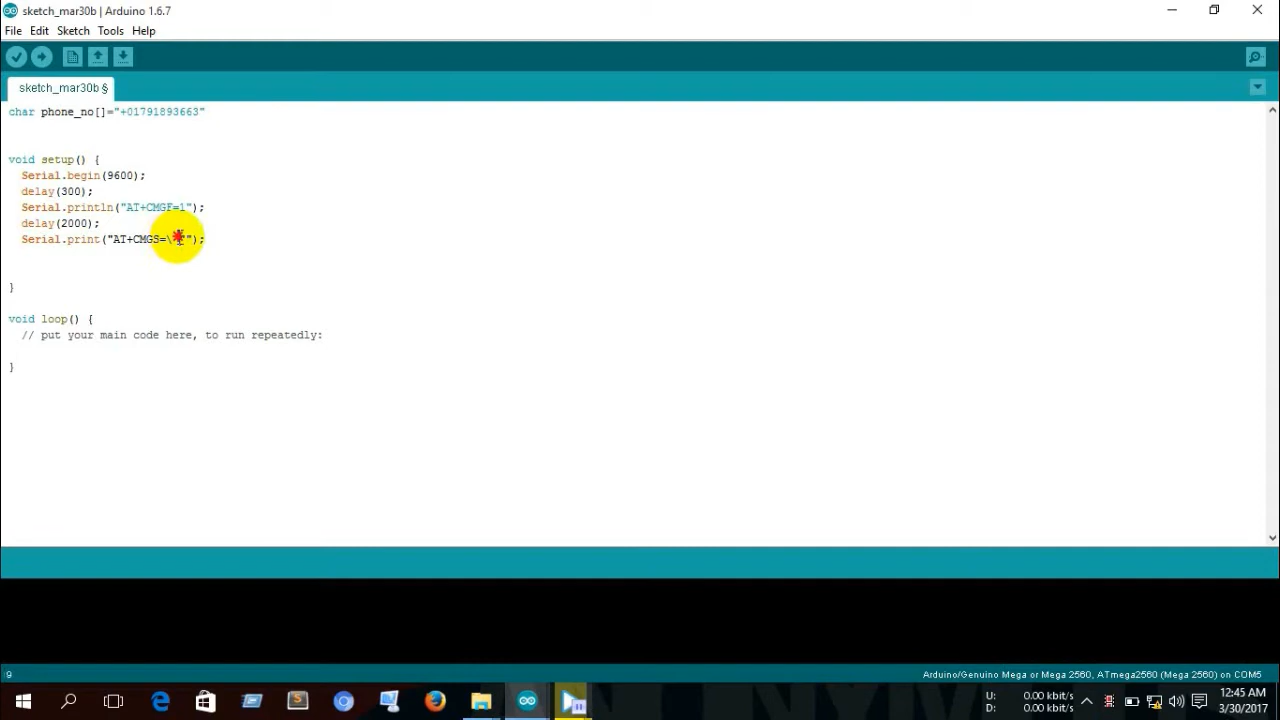 sketch_mar30b | Arduino 1.6.7
File Edit Sketch Tools Help
sketch_mar30b §
char phone_no[]="+01791893663"
void setup() {
Serial.begin(9600);
delay(300);
Serial.println("AT+CMGF=1");
delay(2000);
Serial.print("AT+CMGS=\");
}
void loop() {
// put your main code here, to run repeatedly:
}
9
Arduino/Genuino Mega or Mega 2560, ATmega2560 (Mega 2560) on COM5
U: 0.00 kbit/s
D: 0.00 kbit/s
12:45 AM
3/30/2017